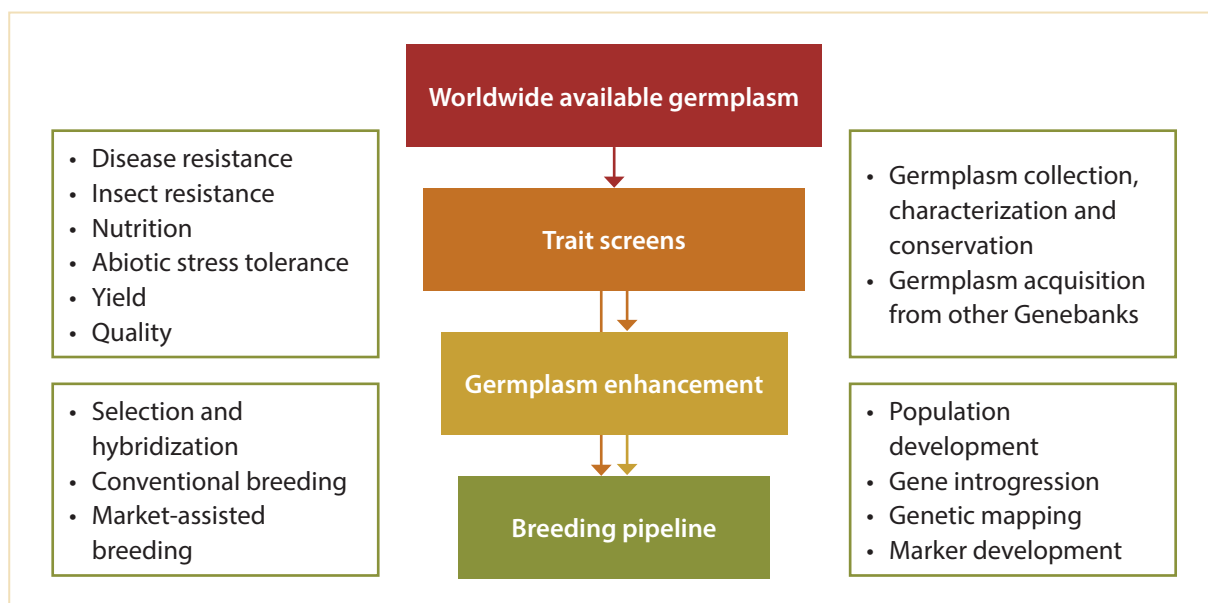 Worldwide available germplasm
Trait screens
Germplasm enhancement
Breeding pipeline
• Disease resistance
• Insect resistance
• Nutrition
• Abiotic stress tolerance
• Yield
• Quality
• Germplasm collection,
characterization and
conservation
• Germplasm acquisition
from other Genebanks
• Selection and
hybridization
• Conventional breeding
• Market-assisted
breeding
• Population
development
• Gene introgression
• Genetic mapping
• Marker development